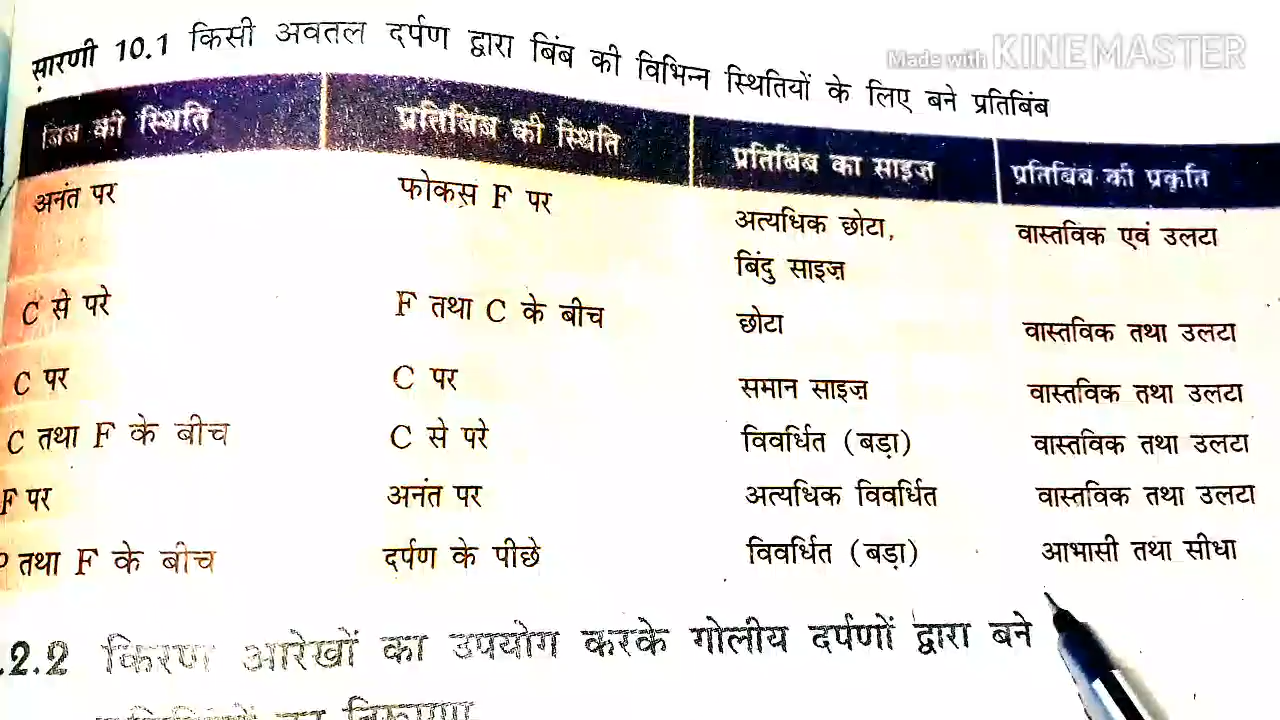 सारणी 10.1 किसी अवतल दर्पण द्वारा बिंब की विभिन्न स्थितियों के लिए बने प्रतिबिंब
Made with KINEMASTER
बिंब की स्थिति प्रतिबिंब की स्थिति प्रतिबिंब का साइज़ प्रतिबिंब की प्रकृति
अनंत पर फोकस F पर अत्यधिक छोटा, वास्तविक एवं उलटा
बिंदु साइज़
C से परे F तथा C के बीच छोटा वास्तविक तथा उलटा
C पर C पर समान साइज़ वास्तविक तथा उलटा
C तथा F के बीच C से परे विवर्धित (बड़ा) वास्तविक तथा उलटा
F पर अनंत पर अत्यधिक विवर्धित वास्तविक तथा उलटा
P तथा F के बीच दर्पण के पीछे विवर्धित (बड़ा) आभासी तथा सीधा
.2.2 किरण आरेखों का उपयोग करके गोलीय दर्पणों द्वारा बने